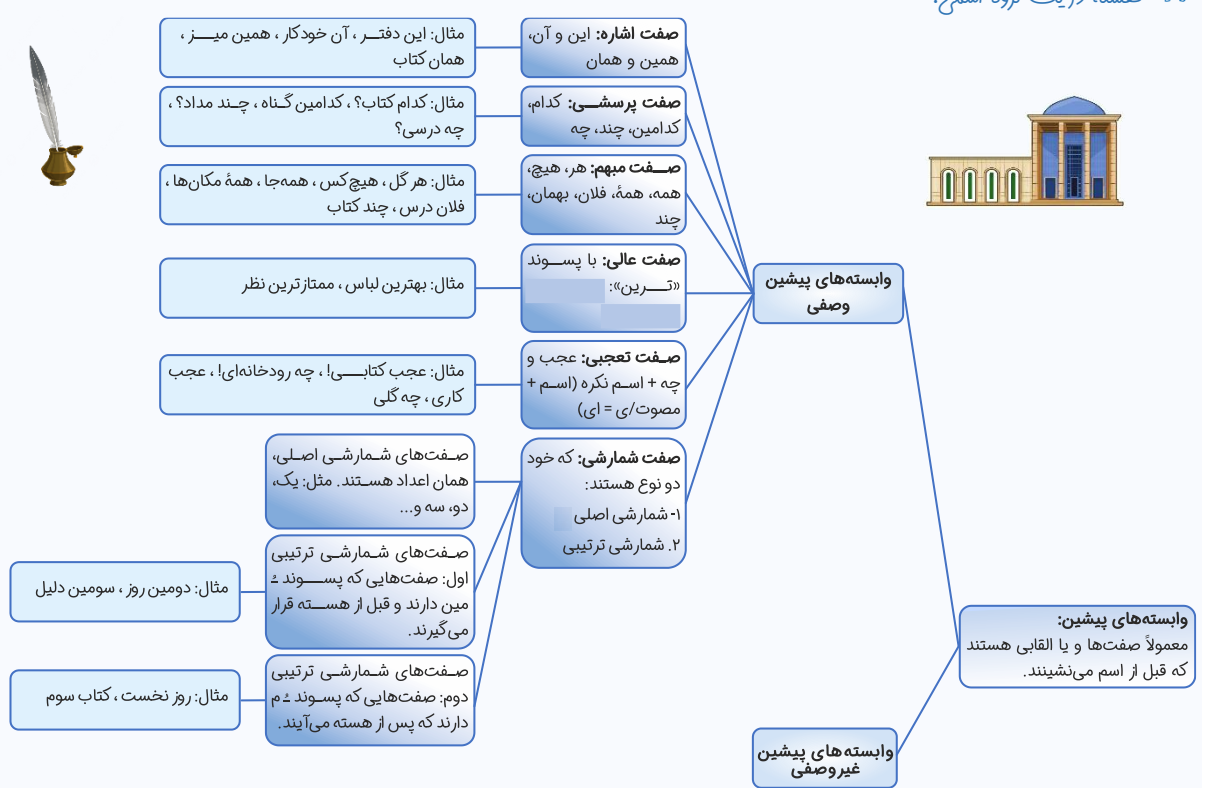 صفت اشاره: این و آن،
همین و همان
مثال: این دفتر ، آن خودکار ، همین میز ،
همان کتاب
صفت پرسشی: کدام،
کدامین، چند، چه
مثال: کدام کتاب؟ ، کدامین گناه ، چند مداد؟ ،
چه درسی؟
صفت مبهم: هر، هیچ،
همه، همۀ، فلان، بهمان،
چند
مثال: هر گل ، هیچ‌کس ، همه‌جا ، همۀ مکان‌ها ،
فلان درس ، چند کتاب
صفت عالی: با پسوند
«ترین»:
مثال: بهترین لباس ، ممتازترین نظر
وابسته‌های پیشین
وصفی
صفت تعجبی: عجب و
چه + اسم نکره (اسم +
مصوت/ی = ای)
مثال: عجب کتابی! ، چه رودخانه‌ای! ، عجب
کاری ، چه گلی
صفت شمارشی: که خود
دو نوع هستند:
۱- شمارشی اصلی
۲. شمارشی ترتیبی
صفت‌های شمارشی اصلی،
همان اعداد هستند. مثل: یک،
دو، سه و...
صفت‌های شمارشی ترتیبی
اول: صفت‌هایی که پسوند ـُ
مین دارند و قبل از هسته قرار
می‌گیرند.
مثال: دومین روز ، سومین دلیل
صفت‌های شمارشی ترتیبی
دوم: صفت‌هایی که پسوند ـُ م
دارند که پس از هسته می‌آیند.
مثال: روز نخست ، کتاب سوم
وابسته‌های پیشین:
معمولاً صفت‌ها و یا القابی هستند
که قبل از اسم می‌نشینند.
وابسته‌های پیشین
غیروصفی